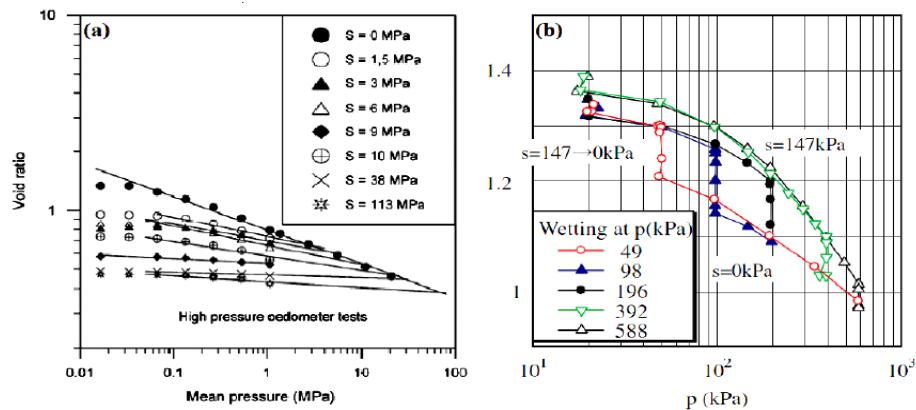 (a)
10
1
Void ratio
S = 0 MPa
S = 1,5 MPa
S = 3 MPa
S = 6 MPa
S = 9 MPa
S = 10 MPa
S = 38 MPa
S = 113 MPa
High pressure oedometer tests
0.01 0.1 1 10 100
Mean pressure (MPa)
(b)
1.4
1.2
1
s=147→0kPa
s=147kPa
s=0kPa
Wetting at p(kPa)
49
98
196
392
588
10¹ 10² 10³
p (kPa)